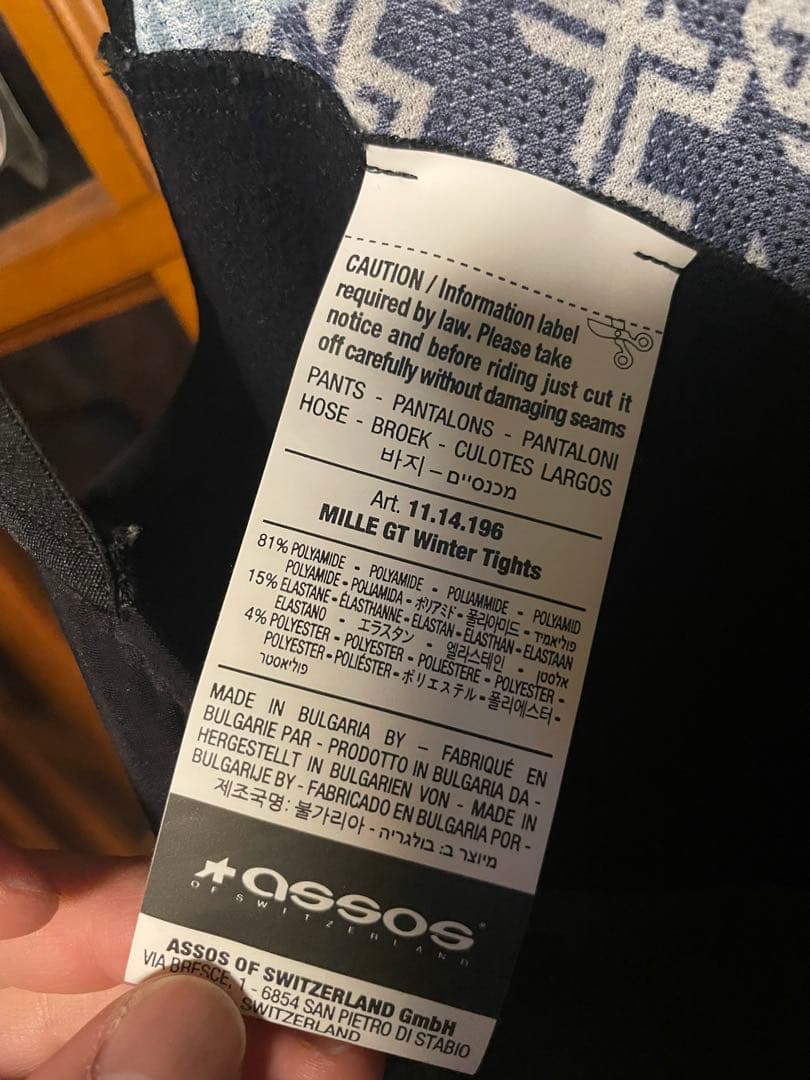 CAUTION / Information label
required by law. Please take
notice and before riding just cut it
off carefully without damaging seams
PANTS - PANTALONS - PANTALONI
HOSE - BROEK - CULOTES LARGOS
바지 – מכנסיים
Art. 11.14.196
MILLE GT Winter Tights
81% POLYAMIDE - POLYAMIDE - POLIAMMIDE - POLYAMID
POLYAMIDE - POLIAMIDA - ポリアミド - 폴리아미드 - פוליאמיד
15% ELASTANE - ÉLASTHANNE - ELASTAN - ELASTHAN - ELASTAAN
ELASTANO - エラスタン - 엘라스테인 - אלסטן
4% POLYESTER - POLYESTER - POLIESTERE - POLYESTER -
POLYESTER - POLIÉSTER - ポリエステル - 폴리에스터 -
פוליאסטר
MADE IN BULGARIA BY – FABRIQUÉ EN
BULGARIE PAR - PRODOTTO IN BULGARIA DA -
HERGESTELLT IN BULGARIEN VON - MADE IN
BULGARIJE BY - FABRICADO EN BULGARIA POR -
제조국명: 불가리아 - מיוצר ב: בולגריה
assos
OF SWITZERLAND
ASSOS OF SWITZERLAND GmbH
VIA BRESCE, 1 - 6854 SAN PIETRO DI STABIO
SWITZERLAND